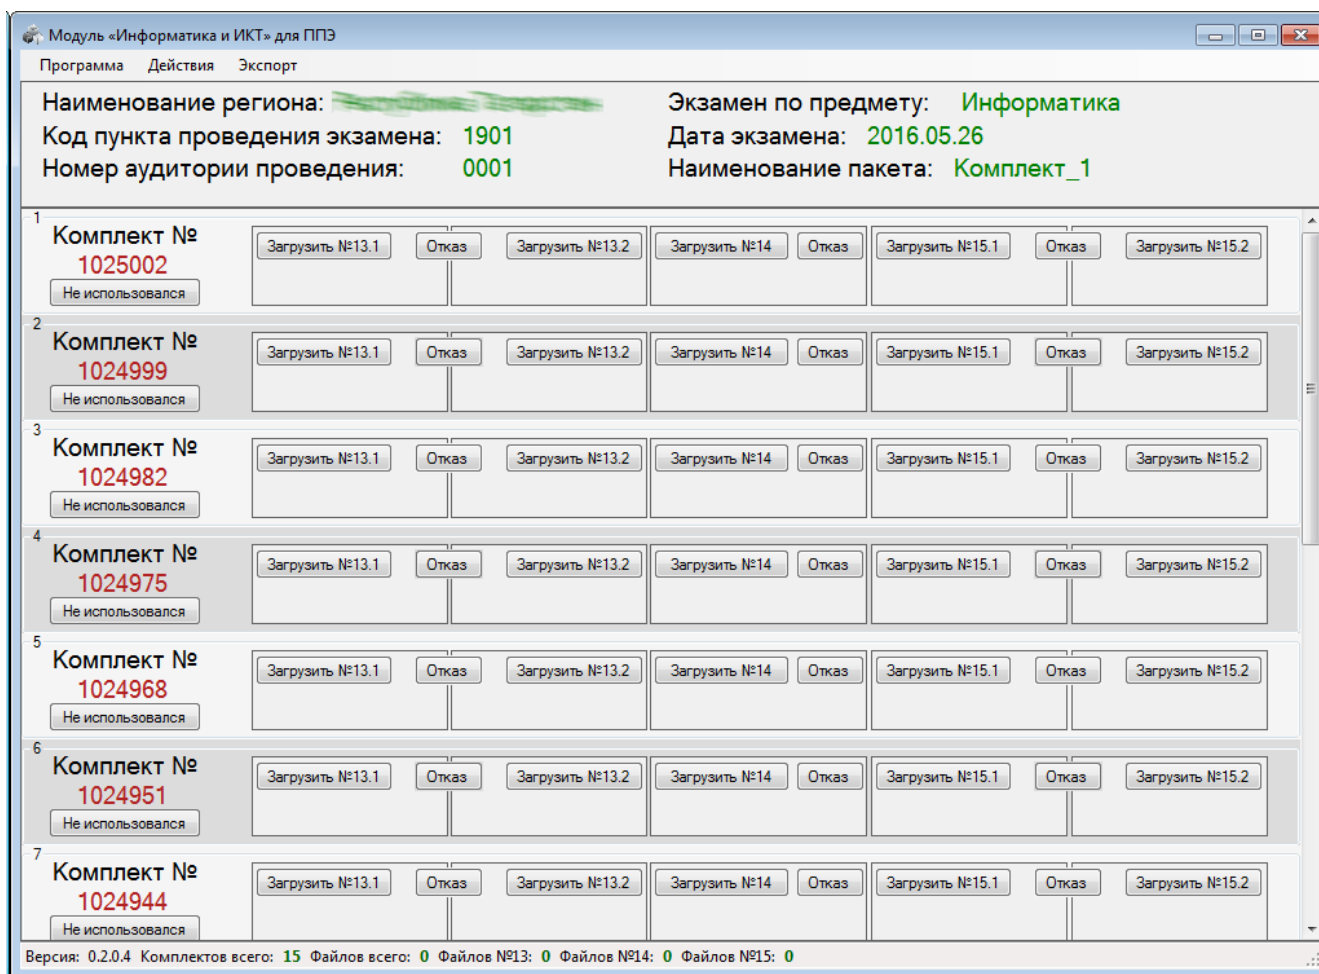 Модуль «Информатика и ИКТ» для ППЭ
Программа Действия Экспорт
Наименование региона: Экзамен по предмету: Информатика
Код пункта проведения экзамена: 1901 Дата экзамена: 2016.05.26
Номер аудитории проведения: 0001 Наименование пакета: Комплект_1
1
Комплект № Загрузить №13.1 Отказ Загрузить №13.2 Загрузить №14 Отказ Загрузить №15.1 Отказ Загрузить №15.2
1025002
Не использовался
2
Комплект № Загрузить №13.1 Отказ Загрузить №13.2 Загрузить №14 Отказ Загрузить №15.1 Отказ Загрузить №15.2
1024999
Не использовался
3
Комплект № Загрузить №13.1 Отказ Загрузить №13.2 Загрузить №14 Отказ Загрузить №15.1 Отказ Загрузить №15.2
1024982
Не использовался
4
Комплект № Загрузить №13.1 Отказ Загрузить №13.2 Загрузить №14 Отказ Загрузить №15.1 Отказ Загрузить №15.2
1024975
Не использовался
5
Комплект № Загрузить №13.1 Отказ Загрузить №13.2 Загрузить №14 Отказ Загрузить №15.1 Отказ Загрузить №15.2
1024968
Не использовался
6
Комплект № Загрузить №13.1 Отказ Загрузить №13.2 Загрузить №14 Отказ Загрузить №15.1 Отказ Загрузить №15.2
1024951
Не использовался
7
Комплект № Загрузить №13.1 Отказ Загрузить №13.2 Загрузить №14 Отказ Загрузить №15.1 Отказ Загрузить №15.2
1024944
Не использовался
Версия: 0.2.0.4 Комплектов всего: 15 Файлов всего: 0 Файлов №13: 0 Файлов №14: 0 Файлов №15: 0